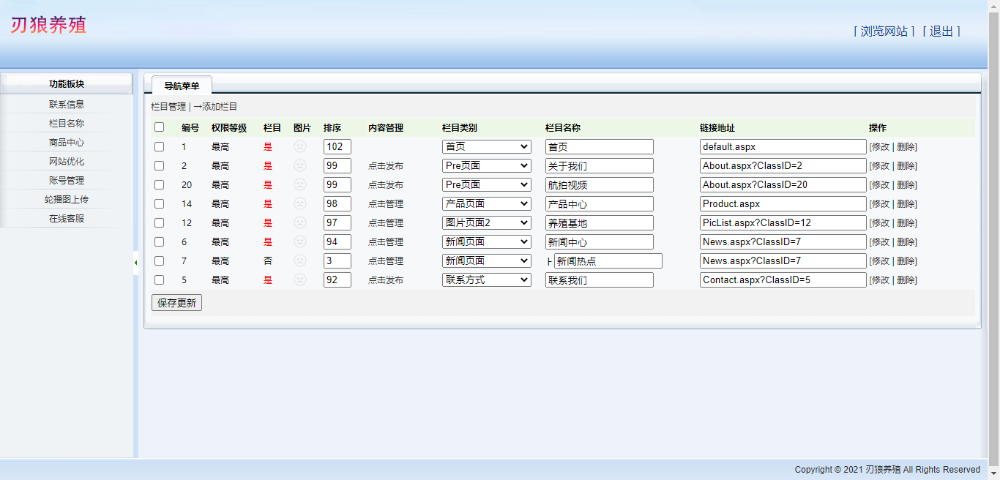 刃狼养殖
[ 浏览网站 ] [ 退出 ]
功能板块
联系信息
栏目名称
商品中心
网站优化
账号管理
轮播图上传
在线客服
导航菜单
栏目管理 | →添加栏目
编号 权限等级 栏目 图片 排序 内容管理 栏目类别 栏目名称 链接地址 操作
1 最高 是 102 首页 首页 default.aspx [修改 | 删除]
2 最高 是 99 点击发布 Pre页面 关于我们 About.aspx?ClassID=2 [修改 | 删除]
20 最高 是 99 点击发布 Pre页面 航拍视频 About.aspx?ClassID=20 [修改 | 删除]
14 最高 是 98 点击管理 产品页面 产品中心 Product.aspx [修改 | 删除]
12 最高 是 97 点击管理 图片页面2 养殖基地 PicList.aspx?ClassID=12 [修改 | 删除]
6 最高 是 94 点击管理 新闻页面 新闻中心 News.aspx?ClassID=7 [修改 | 删除]
7 最高 否 3 点击管理 新闻页面 ├ 新闻热点 News.aspx?ClassID=7 [修改 | 删除]
5 最高 是 92 点击发布 联系方式 联系我们 Contact.aspx?ClassID=5 [修改 | 删除]
保存更新
Copyright © 2021 刃狼养殖 All Rights Reserved